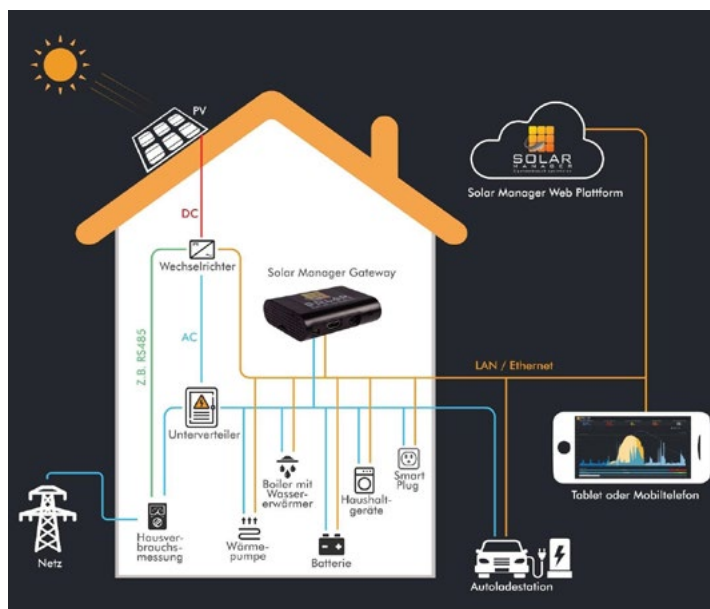 PV
SOLAR
MANAGER
Solar Manager Web Plattform
DC
Wechselrichter
Solar Manager Gateway
Z.B. RS485
AC
LAN / Ethernet
Unterverteiler
Boiler mit
Wasser-
erwärmer
Haushalt-
geräte
Smart
Plug
Tablet oder Mobiltelefon
Netz
Hausver-
brauchs-
messung
Wärme-
pumpe
Batterie
Autoladestation